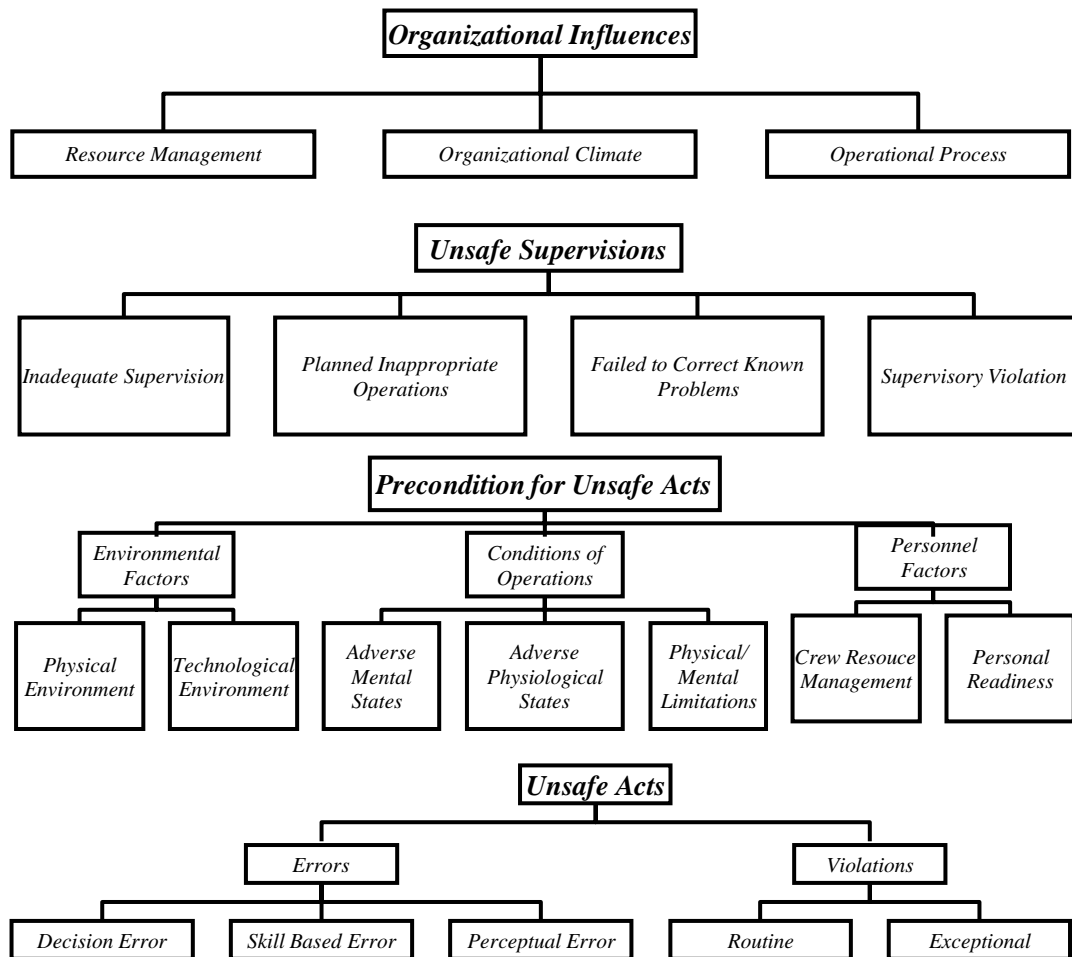 Organizational Influences
Resource Management
Organizational Climate
Operational Process
Unsafe Supervisions
Inadequate Supervision
Planned Inappropriate
Operations
Failed to Correct Known
Problems
Supervisory Violation
Precondition for Unsafe Acts
Environmental
Factors
Conditions of
Operations
Personnel
Factors
Physical
Environment
Technological
Environment
Adverse
Mental
States
Adverse
Physiological
States
Physical/
Mental
Limitations
Crew Resouce
Management
Personal
Readiness
Unsafe Acts
Errors
Violations
Decision Error
Skill Based Error
Perceptual Error
Routine
Exceptional